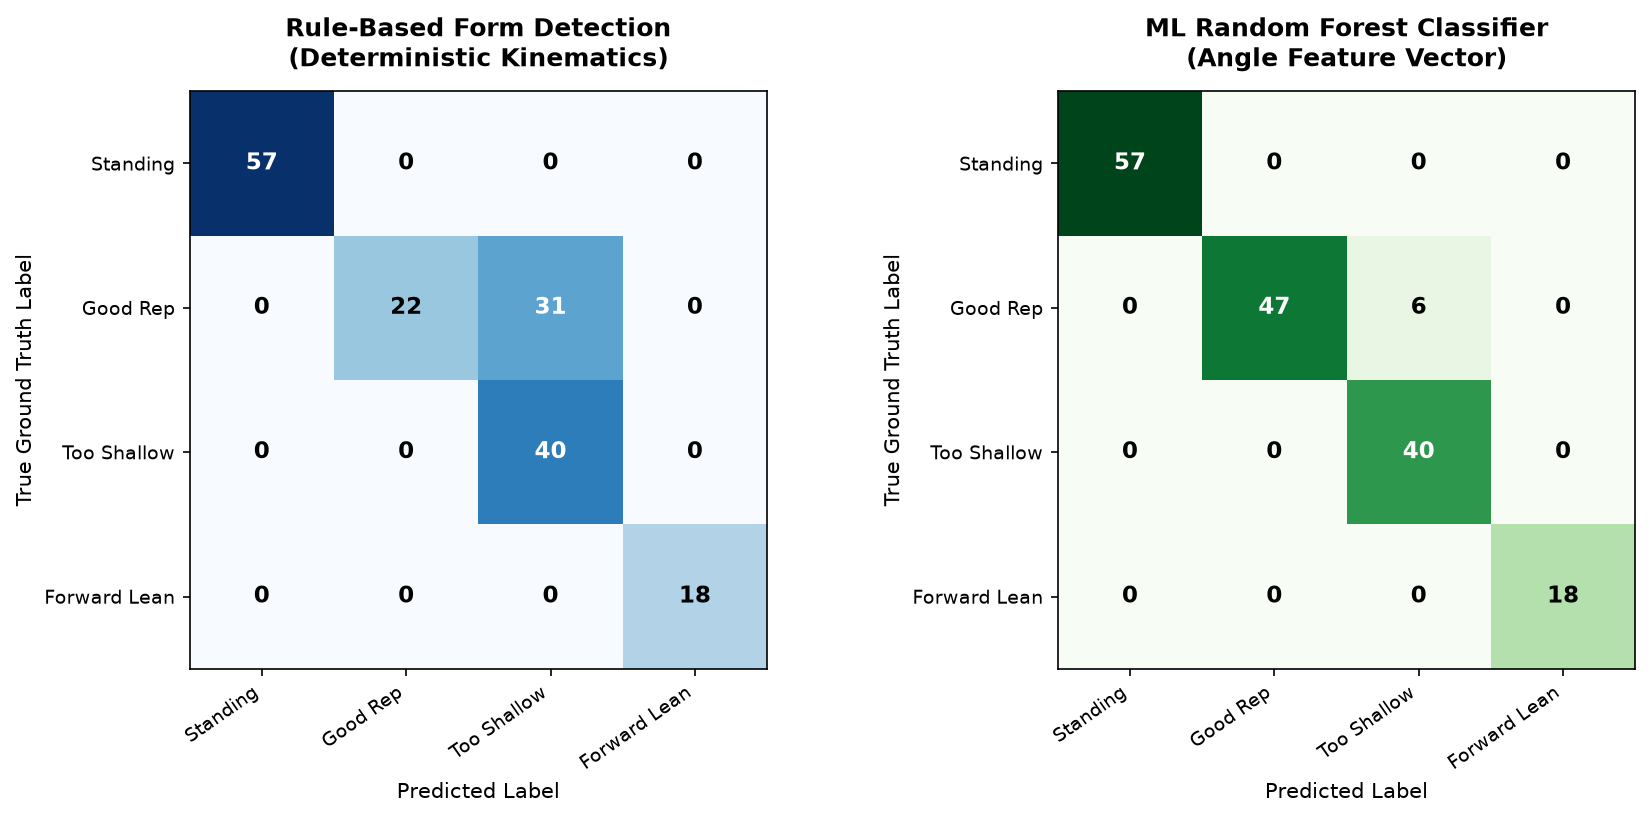 Rule-Based Form Detection
(Deterministic Kinematics)
True Ground Truth Label
Standing
57 0 0 0
Good Rep
0 22 31 0
Too Shallow
0 0 40 0
Forward Lean
0 0 0 18
Standing
Good Rep
Too Shallow
Forward Lean
Predicted Label
ML Random Forest Classifier
(Angle Feature Vector)
True Ground Truth Label
Standing
57 0 0 0
Good Rep
0 47 6 0
Too Shallow
0 0 40 0
Forward Lean
0 0 0 18
Standing
Good Rep
Too Shallow
Forward Lean
Predicted Label